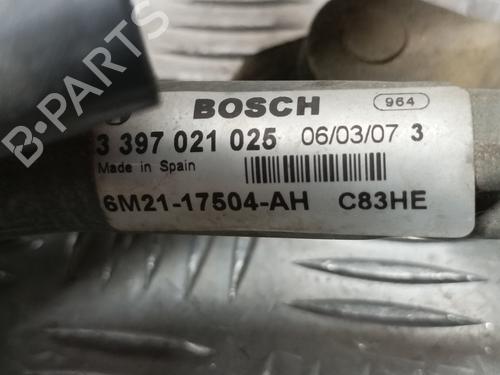 BOSCH 964
3 397 021 025 06/03/07 3
Made in Spain
6M21-17504-AH C83HE
B-PARTS